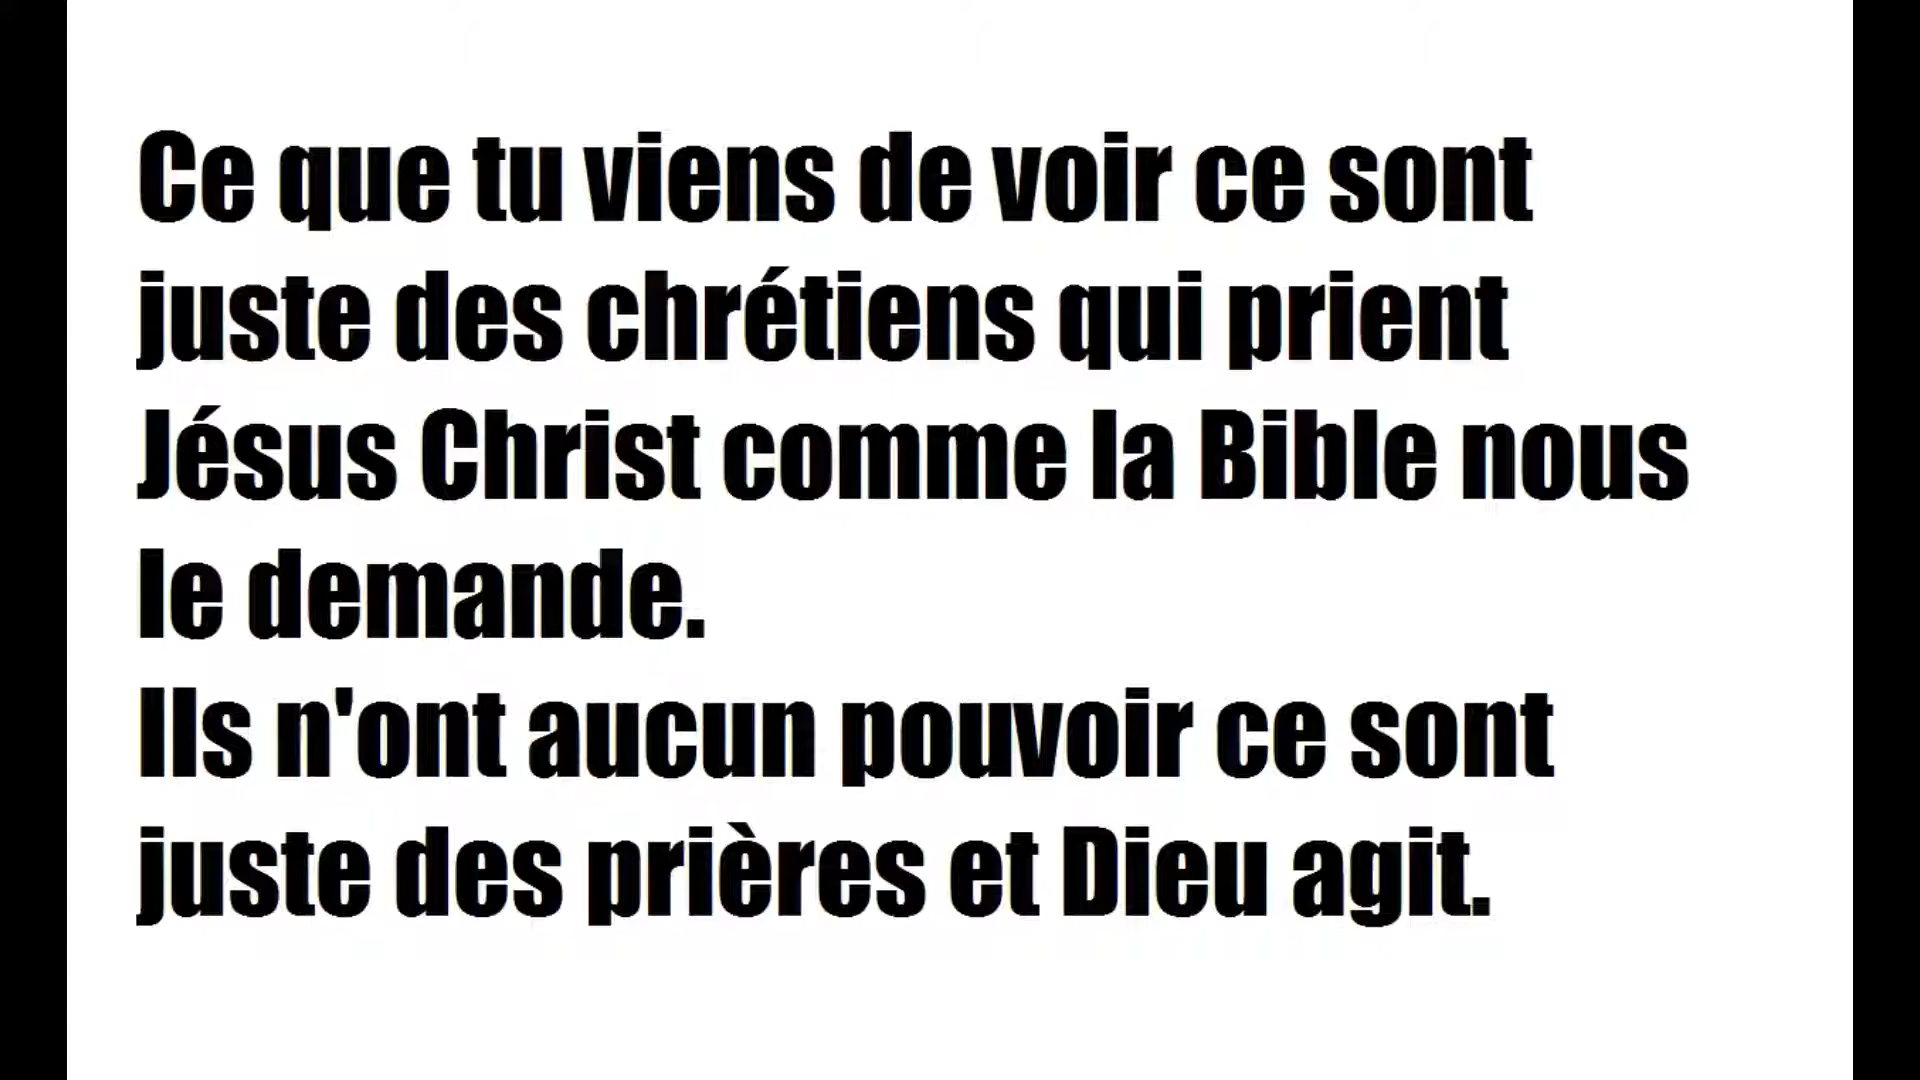 Ce que tu viens de voir ce sont
juste des chrétiens qui prient
Jésus Christ comme la Bible nous
le demande.
Ils n'ont aucun pouvoir ce sont
juste des prières et Dieu agit.